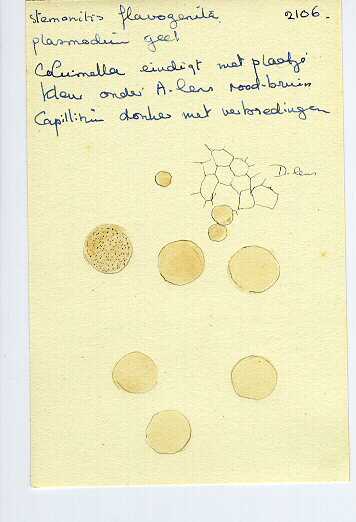 stemonitis flavogenita 2106.
plasmodium geel
Columella eindigt met plaatje
kleur onder A-lens rood-bruin
Capillitium donker met verbredingen
D-lens